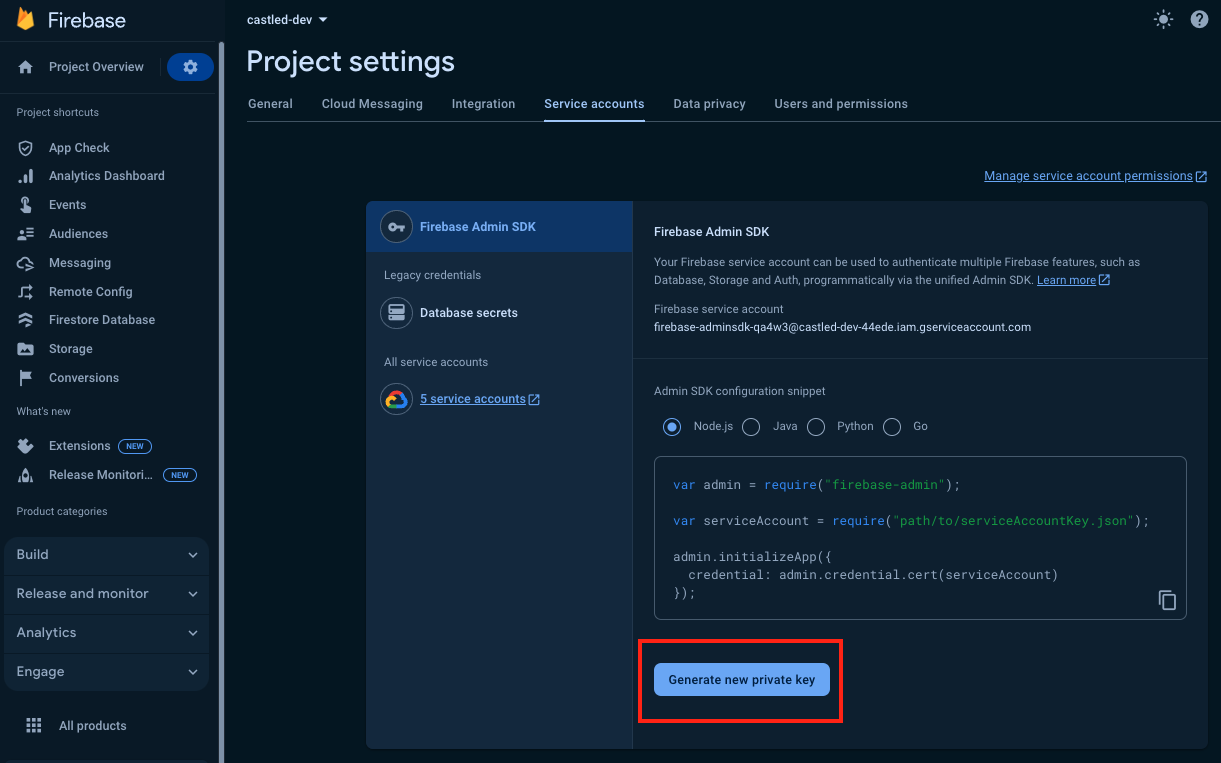 Firebase
castled-dev
Project Overview
Project settings
General Cloud Messaging Integration Service accounts Data privacy Users and permissions
Project shortcuts
App Check
Analytics Dashboard
Events
Audiences
Messaging
Remote Config
Firestore Database
Storage
Conversions
What's new
Extensions NEW
Release Monitori... NEW
Product categories
Build
Release and monitor
Analytics
Engage
All products
Manage service account permissions
Firebase Admin SDK
Legacy credentials
Database secrets
All service accounts
5 service accounts
Firebase Admin SDK
Your Firebase service account can be used to authenticate multiple Firebase features, such as
Database, Storage and Auth, programmatically via the unified Admin SDK. Learn more
Firebase service account
firebase-adminsdk-qa4w3@castled-dev-44ede.iam.gserviceaccount.com
Admin SDK configuration snippet
Node.js Java Python Go
var admin = require("firebase-admin");
var serviceAccount = require("path/to/serviceAccountKey.json");
admin.initializeApp({
credential: admin.credential.cert(serviceAccount)
});
Generate new private key